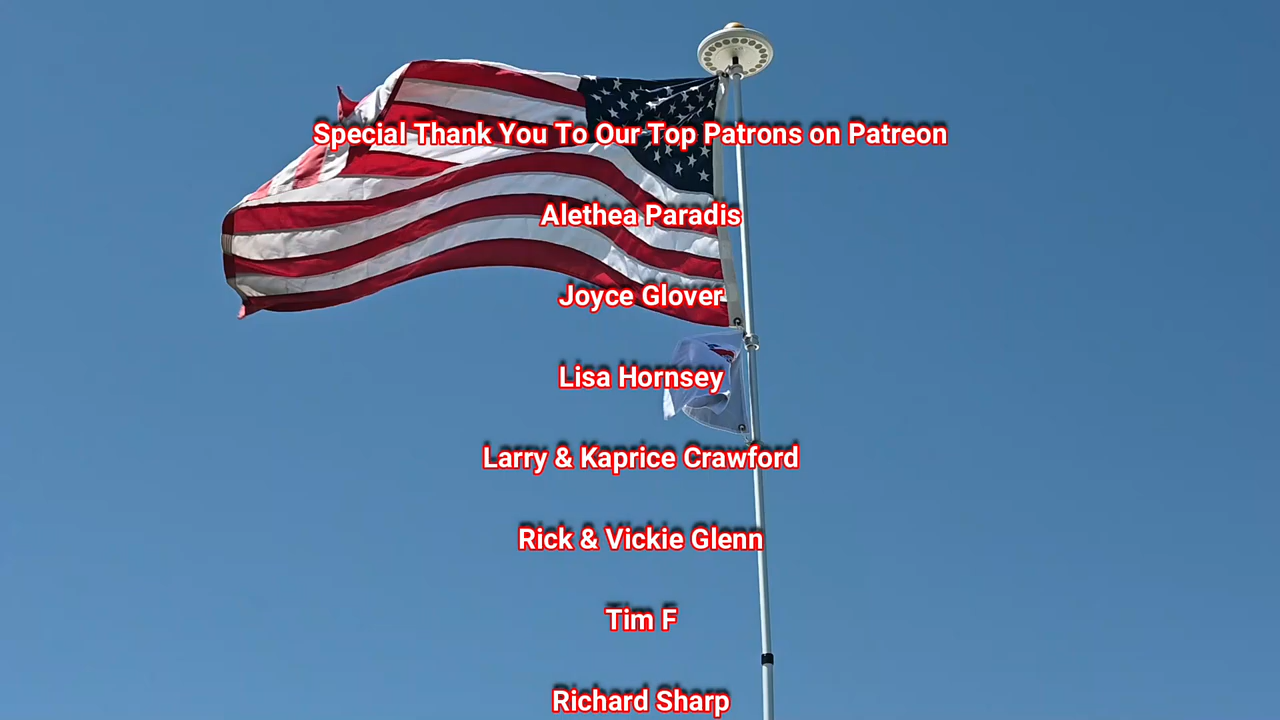 Special Thank You To Our Top Patrons on Patreon
Alethea Paradis
Joyce Glover
Lisa Hornsey
Larry & Kaprice Crawford
Rick & Vickie Glenn
Tim F
Richard Sharp